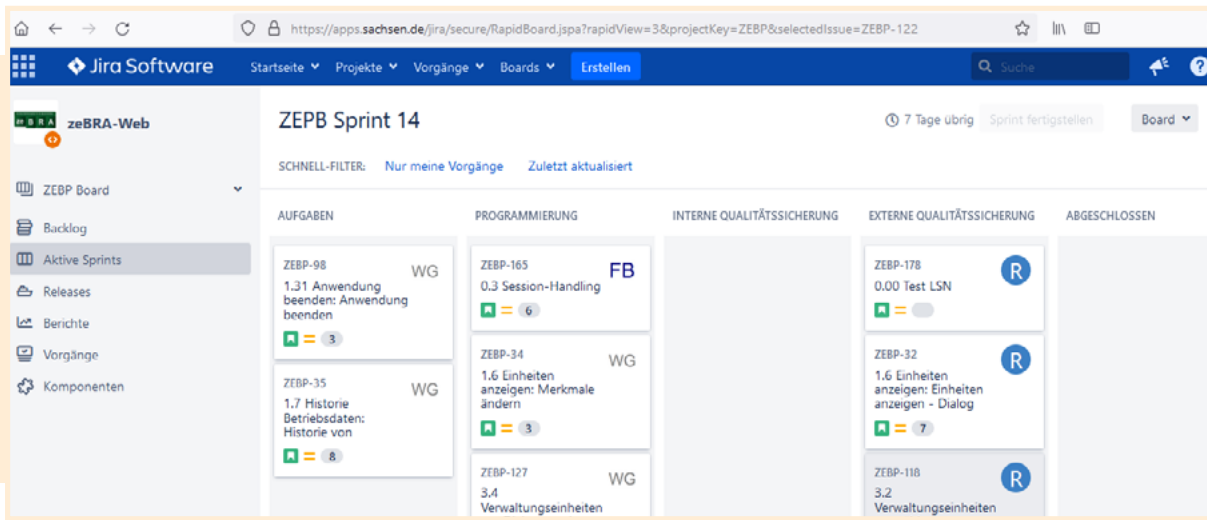 https://apps.sachsen.de/jira/secure/RapidBoard.jspa?rapidView=3&projectKey=ZEBP&selectedIssue=ZEBP-122
Jira Software Startseite Projekte Vorgänge Boards Erstellen Suche
zeBRA
zeBRA-Web
ZEBP Board
Backlog
Aktive Sprints
Releases
Berichte
Vorgänge
Komponenten
ZEPB Sprint 14
7 Tage übrig Sprint fertigstellen Board
SCHNELL-FILTER: Nur meine Vorgänge Zuletzt aktualisiert
AUFGABEN
ZEBP-98
WG
1.31 Anwendung
beenden: Anwendung
beenden
3
ZEBP-35
WG
1.7 Historie
Betriebsdaten:
Historie von
8
PROGRAMMIERUNG
ZEBP-165
FB
0.3 Session-Handling
6
ZEBP-34
WG
1.6 Einheiten
anzeigen: Merkmale
ändern
3
ZEBP-127
WG
3.4
Verwaltungseinheiten
INTERNE QUALITÄTSSICHERUNG
EXTERNE QUALITÄTSSICHERUNG
ZEBP-178
R
0.00 Test LSN
ZEBP-32
R
1.6 Einheiten
anzeigen: Einheiten
anzeigen - Dialog
7
ZEBP-118
R
3.2
Verwaltungseinheiten
ABGESCHLOSSEN